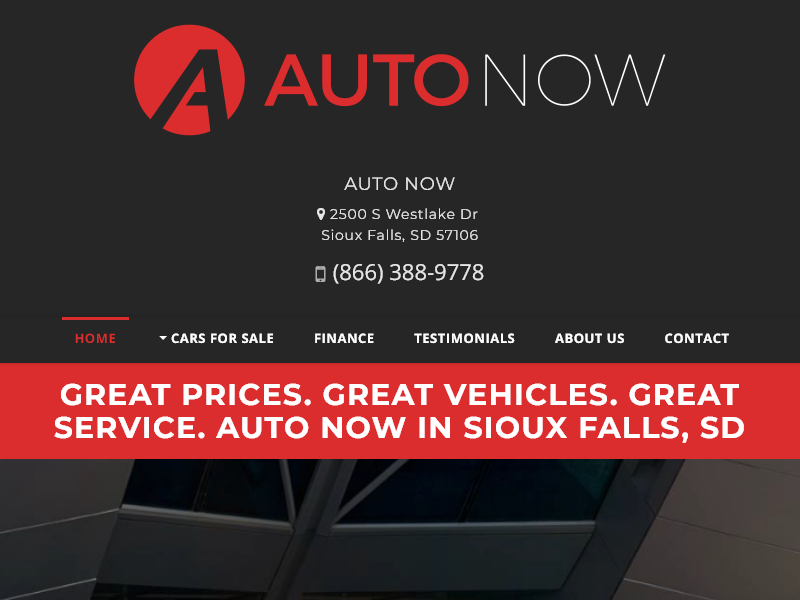 AUTO NOW
AUTO NOW
2500 S Westlake Dr
Sioux Falls, SD 57106
(866) 388-9778
HOME CARS FOR SALE FINANCE TESTIMONIALS ABOUT US CONTACT
GREAT PRICES. GREAT VEHICLES. GREAT
SERVICE. AUTO NOW IN SIOUX FALLS, SD